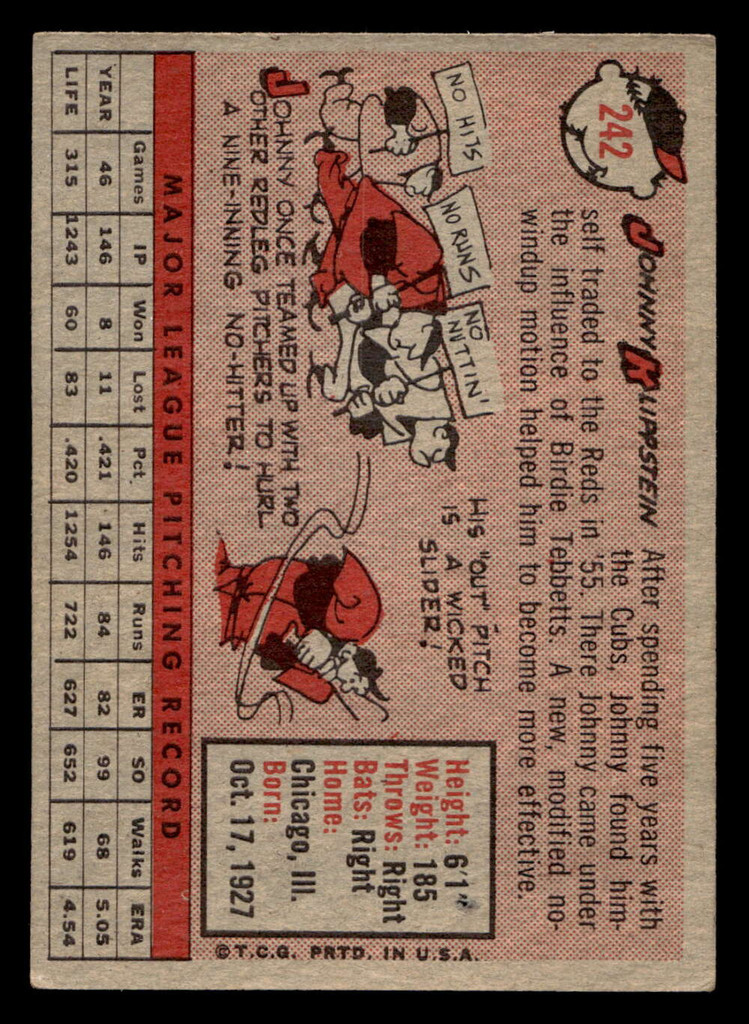 242
JOHNNY KLIPPSTEIN After spending five years with
the Cubs, Johnny found him-
self traded to the Reds in '55. There Johnny came under
the influence of Birdie Tebbetts. A new, modified no-
windup motion helped him to become more effective.
NO HITS
NO RUNS
NO NUTTIN'
JOHNNY ONCE TEAMED UP WITH TWO
OTHER REDLEG PITCHERS TO HURL
A NINE-INNING NO-HITTER!
HIS "OUT" PITCH
IS A WICKED
SLIDER!
Height: 6'1"
Weight: 185
Throws: Right
Bats: Right
Home:
Chicago, Ill.
Born:
Oct. 17, 1927
©T.C.G. PRTD. IN U.S.A.
MAJOR LEAGUE PITCHING RECORD
Games IP Won Lost Pct. Hits Runs ER SO Walks ERA
YEAR 46 146 8 11 .421 146 84 82 99 68 5.05
LIFE 315 1243 60 83 .420 1254 722 627 652 619 4.54